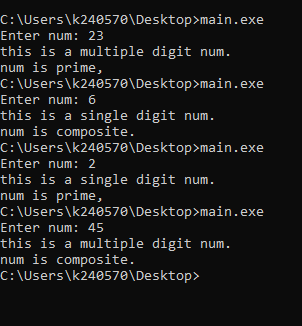 C:\Users\k240570\Desktop>main.exe
Enter num: 23
this is a multiple digit num.
num is prime,
C:\Users\k240570\Desktop>main.exe
Enter num: 6
this is a single digit num.
num is composite.
C:\Users\k240570\Desktop>main.exe
Enter num: 2
this is a single digit num.
num is prime,
C:\Users\k240570\Desktop>main.exe
Enter num: 45
this is a multiple digit num.
num is composite.
C:\Users\k240570\Desktop>